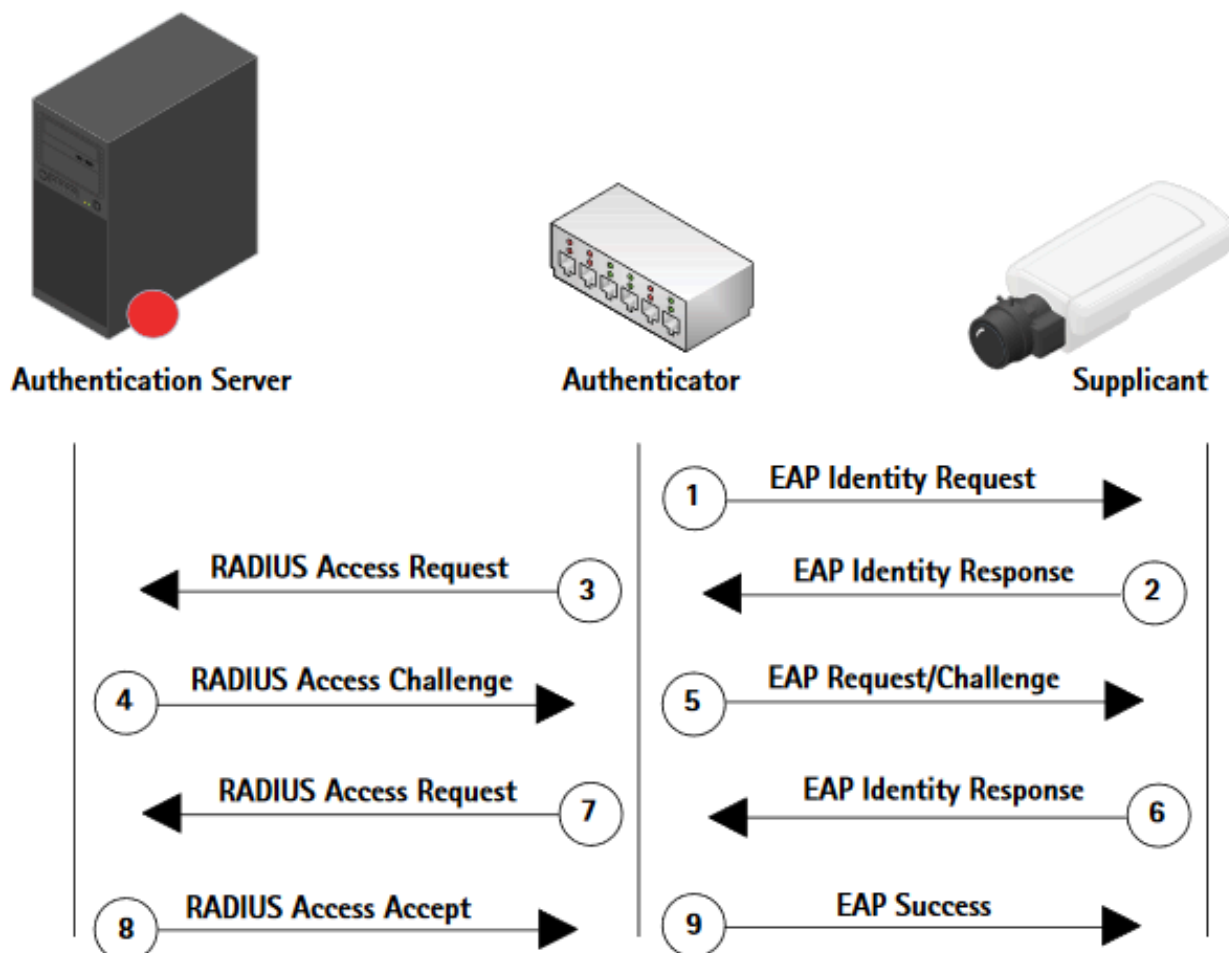 Authentication Server
Authenticator
Supplicant
1
EAP Identity Request
RADIUS Access Request
3
EAP Identity Response
2
4
RADIUS Access Challenge
5
EAP Request/Challenge
RADIUS Access Request
7
EAP Identity Response
6
8
RADIUS Access Accept
9
EAP Success